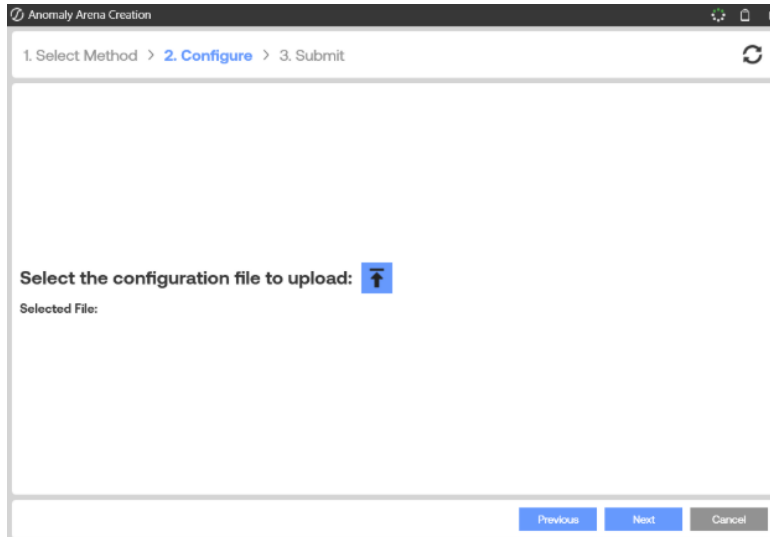 Anomaly Arena Creation
1. Select Method > 2. Configure > 3. Submit
Select the configuration file to upload:
Selected File:
Previous Next Cancel